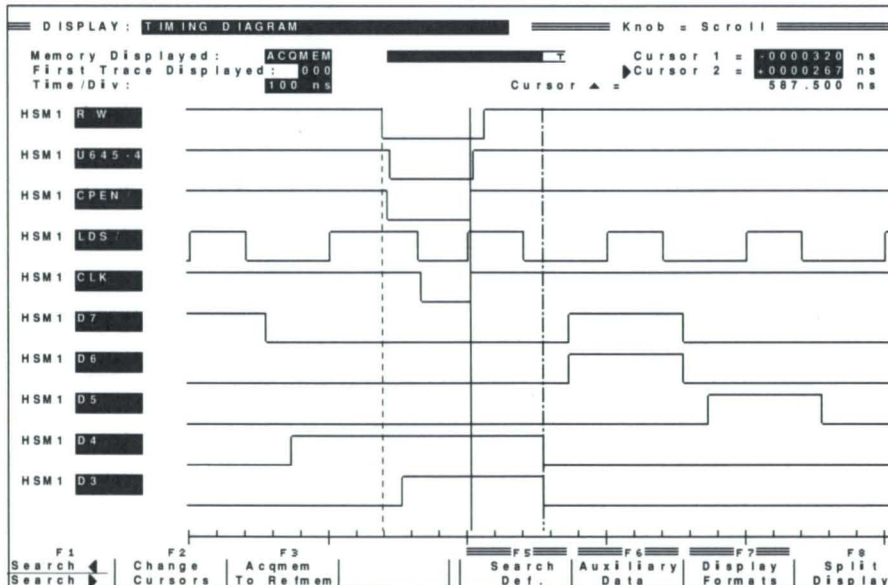 DISPLAY: TIMING DIAGRAM Knob = Scroll
Memory Displayed: ACQMEM T Cursor 1 = -0000320 ns
First Trace Displayed: 000 Cursor 2 = +0000267 ns
Time/Div: 100 ns Cursor ▲ = 587.500 ns
HSM1 R W
HSM1 U645-4
HSM1 CPEN
HSM1 LDS
HSM1 CLK
HSM1 D7
HSM1 D6
HSM1 D5
HSM1 D4
HSM1 D3
F1 F2 F3 F5 F6 F7 F8
Search ◀ Change Acqmem Search Auxiliary Display Split
Search ▶ Cursors To Refmem Def. Data Formats Display